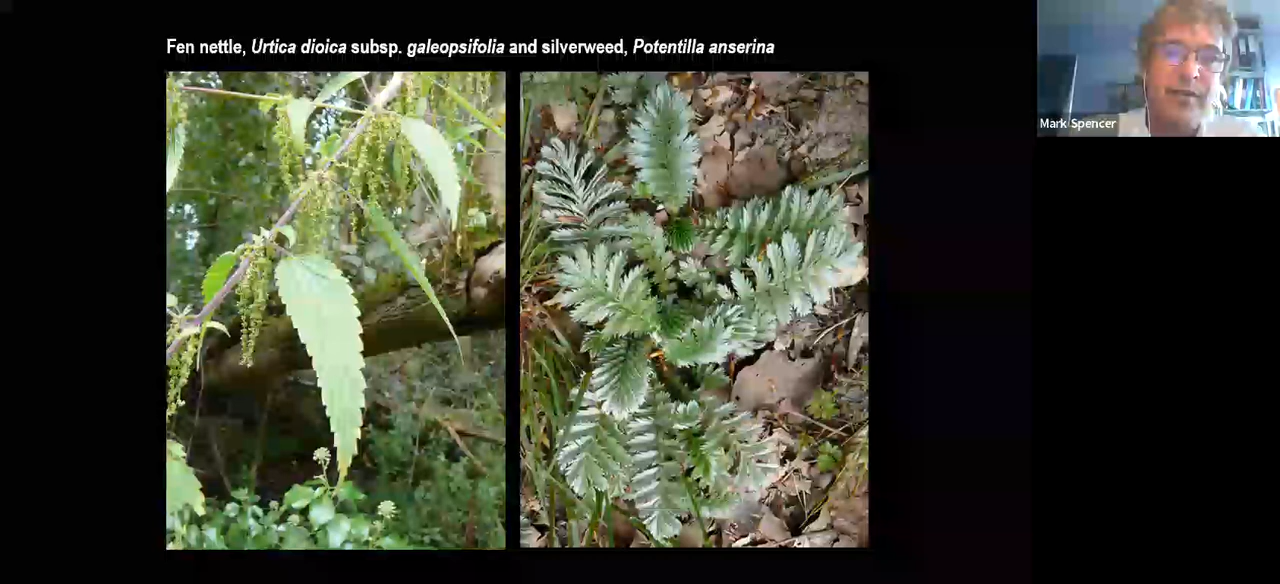 Fen nettle, Urtica dioica subsp. galeopsifolia and silverweed, Potentilla anserina
Mark Spencer